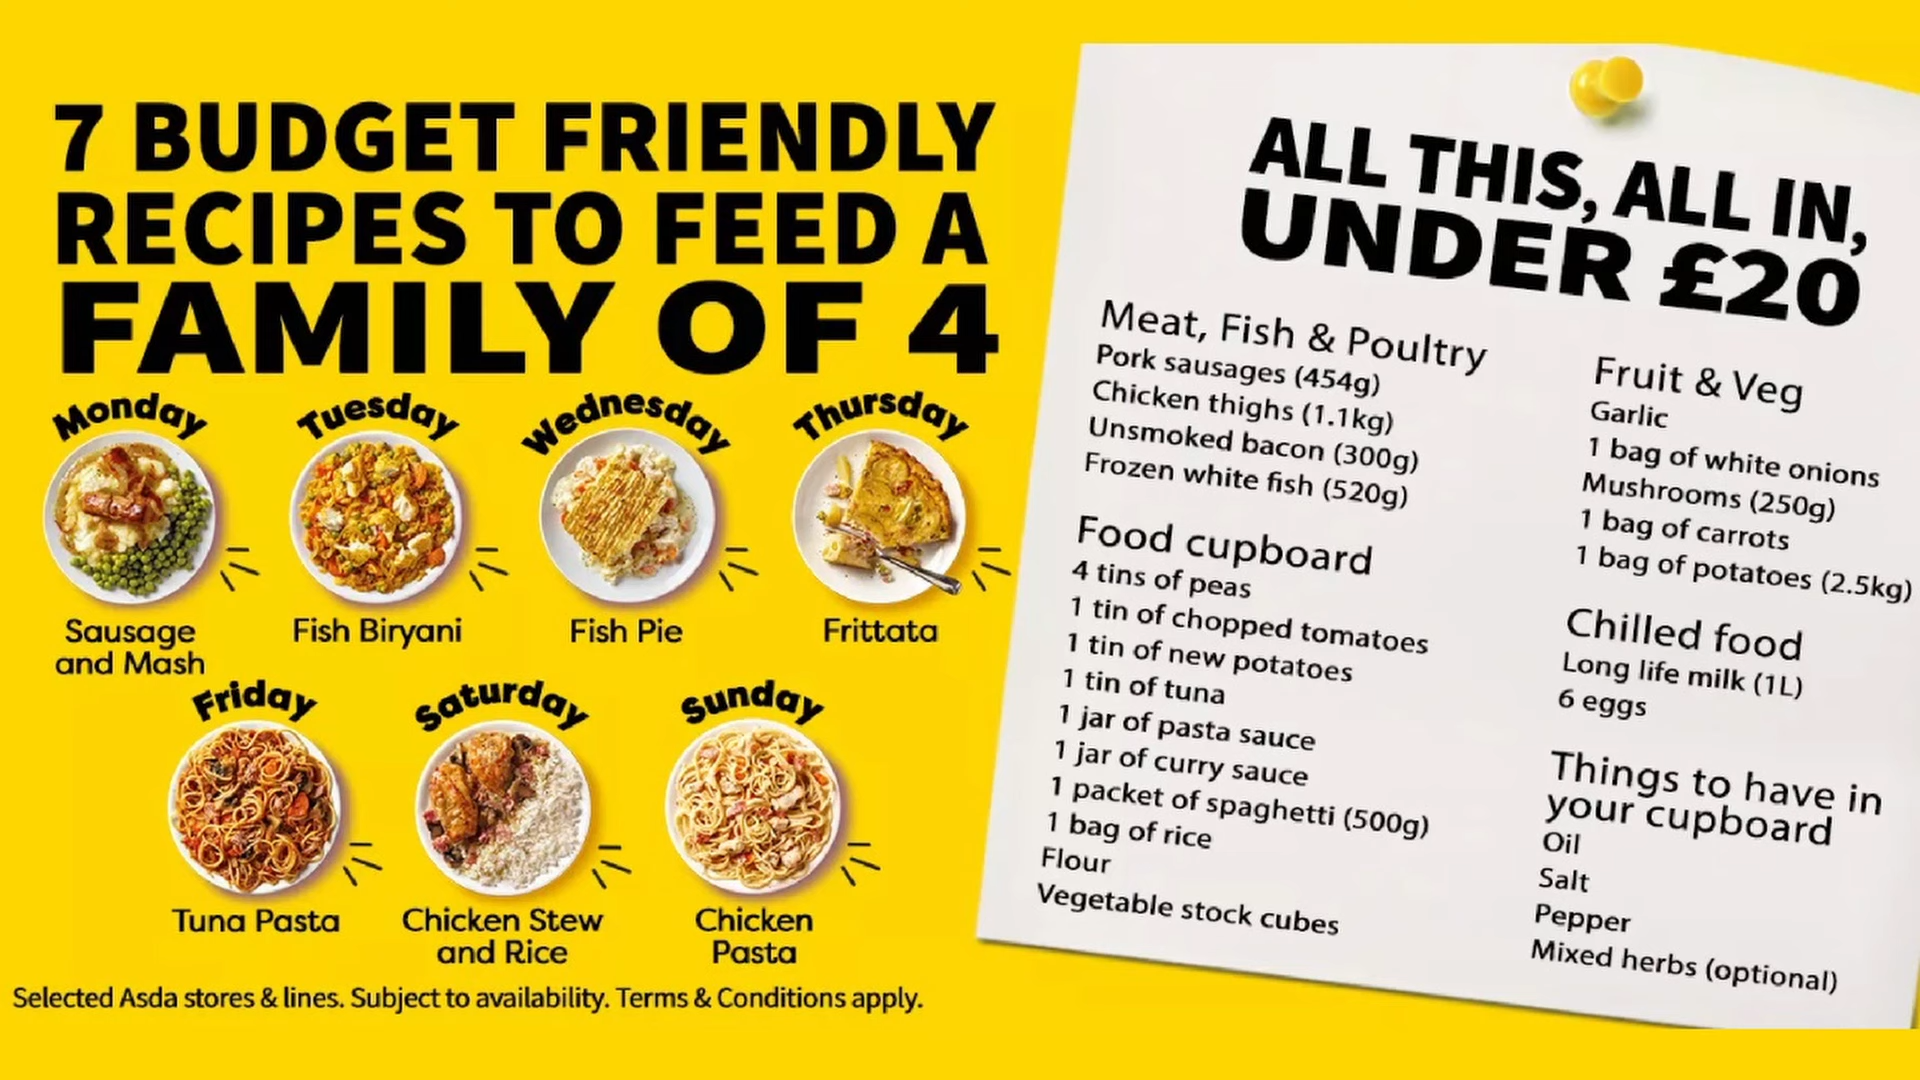 7 BUDGET FRIENDLY
RECIPES TO FEED A
FAMILY OF 4
Monday
Tuesday
Wednesday
Thursday
Sausage
and Mash
Fish Biryani
Fish Pie
Frittata
Friday
Saturday
Sunday
Tuna Pasta
Chicken Stew
and Rice
Chicken
Pasta
Selected Asda stores & lines. Subject to availability. Terms & Conditions apply.
ALL THIS, ALL IN,
UNDER £20
Meat, Fish & Poultry
Pork sausages (454g)
Chicken thighs (1.1kg)
Unsmoked bacon (300g)
Frozen white fish (520g)
Food cupboard
4 tins of peas
1 tin of chopped tomatoes
1 tin of new potatoes
1 tin of tuna
1 jar of pasta sauce
1 jar of curry sauce
1 packet of spaghetti (500g)
1 bag of rice
Flour
Vegetable stock cubes
Fruit & Veg
Garlic
1 bag of white onions
Mushrooms (250g)
1 bag of carrots
1 bag of potatoes (2.5kg)
Chilled food
Long life milk (1L)
6 eggs
Things to have in
your cupboard
Oil
Salt
Pepper
Mixed herbs (optional)